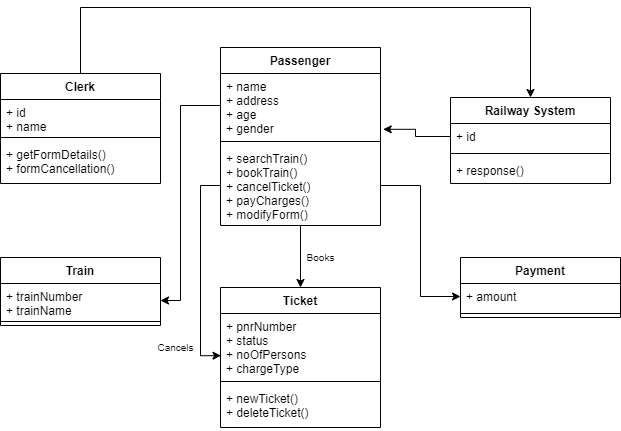 Passenger
+ name
+ address
+ age
+ gender
+ searchTrain()
+ bookTrain()
+ cancelTicket()
+ payCharges()
+ modifyForm()
Clerk
+ id
+ name
+ getFormDetails()
+ formCancellation()
Railway System
+ id
+ response()
Books
Train
+ trainNumber
+ trainName
Payment
+ amount
Cancels
Ticket
+ pnrNumber
+ status
+ noOfPersons
+ chargeType
+ newTicket()
+ deleteTicket()